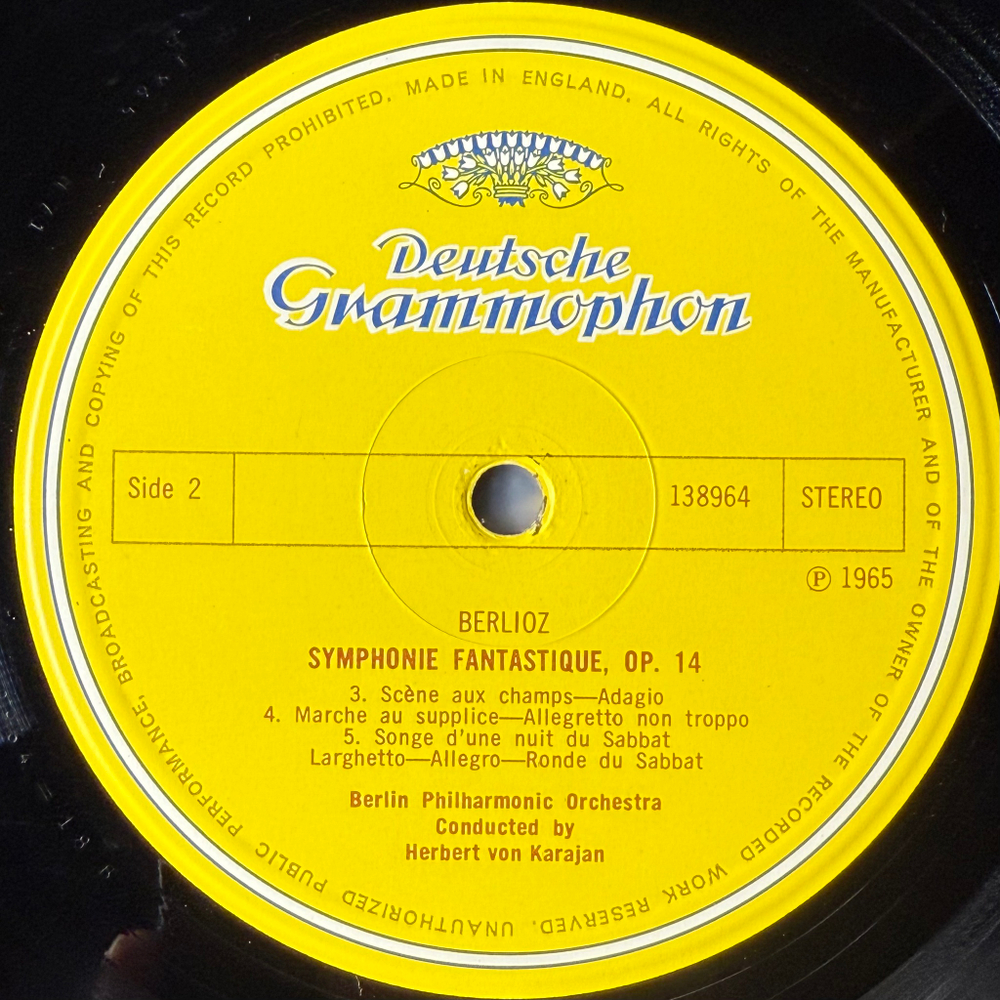 MADE IN ENGLAND. ALL RIGHTS OF THE MANUFACTURER AND OF THE OWNER OF THE RECORDED WORK RESERVED. UNAUTHORIZED PUBLIC PERFORMANCE, BROADCASTING AND COPYING OF THIS RECORD PROHIBITED.
Deutsche
Grammophon
Side 2 138964 STEREO
℗ 1965
BERLIOZ
SYMPHONIE FANTASTIQUE, OP. 14
3. Scène aux champs—Adagio
4. Marche au supplice—Allegretto non troppo
5. Songe d'une nuit du Sabbat
Larghetto—Allegro—Ronde du Sabbat
Berlin Philharmonic Orchestra
Conducted by
Herbert von Karajan